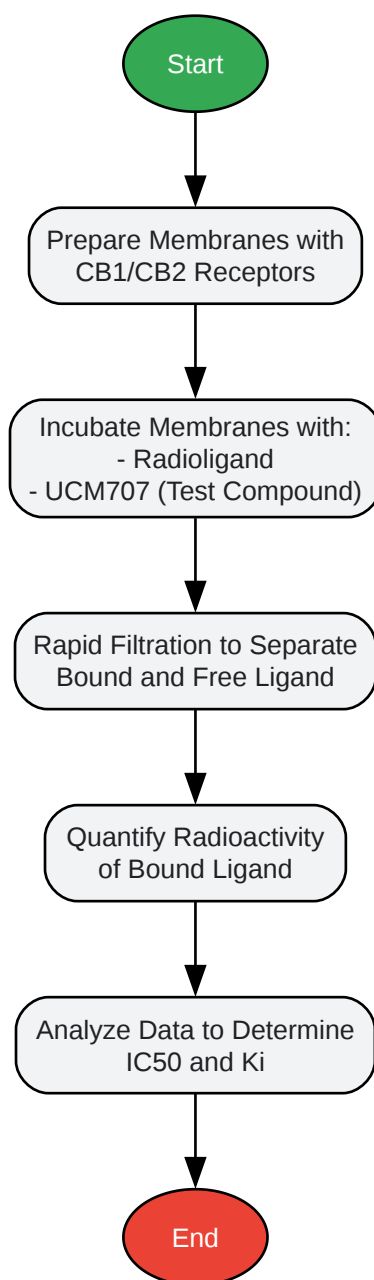 Start
Prepare Membranes with
CB1/CB2 Receptors
Incubate Membranes with:
- Radioligand
- UCM707 (Test Compound)
Rapid Filtration to Separate
Bound and Free Ligand
Quantify Radioactivity
of Bound Ligand
Analyze Data to Determine
IC50 and Ki
End